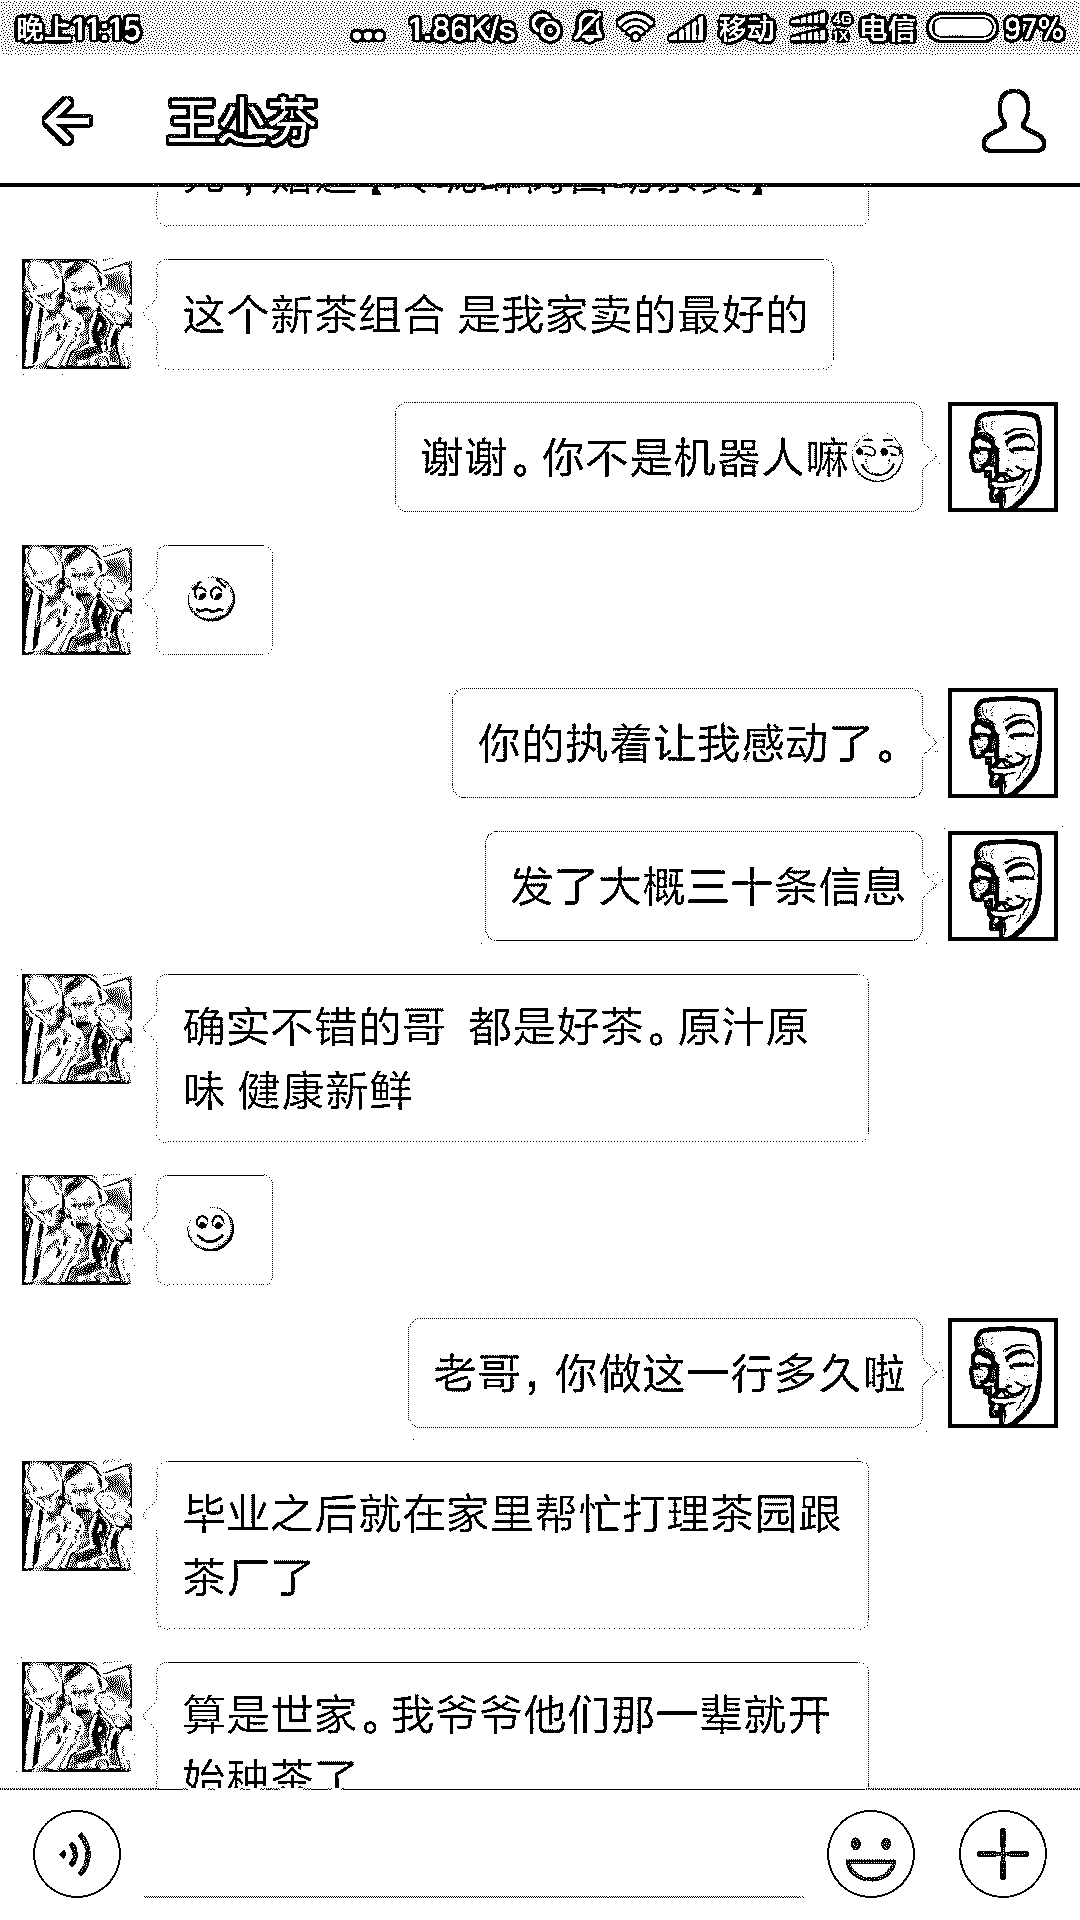 晚上11:15 ... 1.86K/s 移动 4G 1X 电信 97%
王小芬
这个新茶组合 是我家卖的最好的
谢谢。你不是机器人嘛
你的执着让我感动了。
发了大概三十条信息
确实不错的哥 都是好茶。原汁原
味 健康新鲜
老哥，你做这一行多久啦
毕业之后就在家里帮忙打理茶园跟
茶厂了
算是世家。我爷爷他们那一辈就开
始种茶了